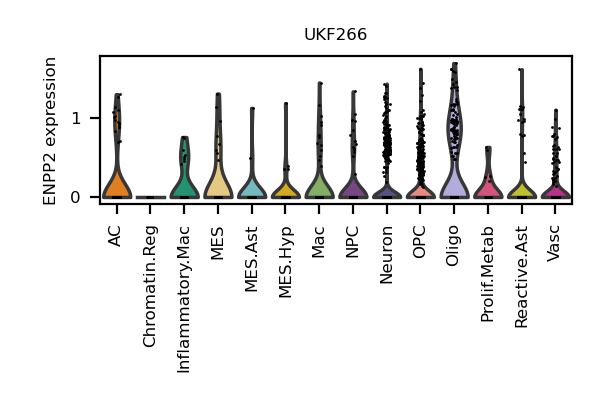 UKF266
ENPP2 expression
1
0
AC
Chromatin.Reg
Inflammatory.Mac
MES
MES.Ast
MES.Hyp
Mac
NPC
Neuron
OPC
Oligo
Prolif.Metab
Reactive.Ast
Vasc